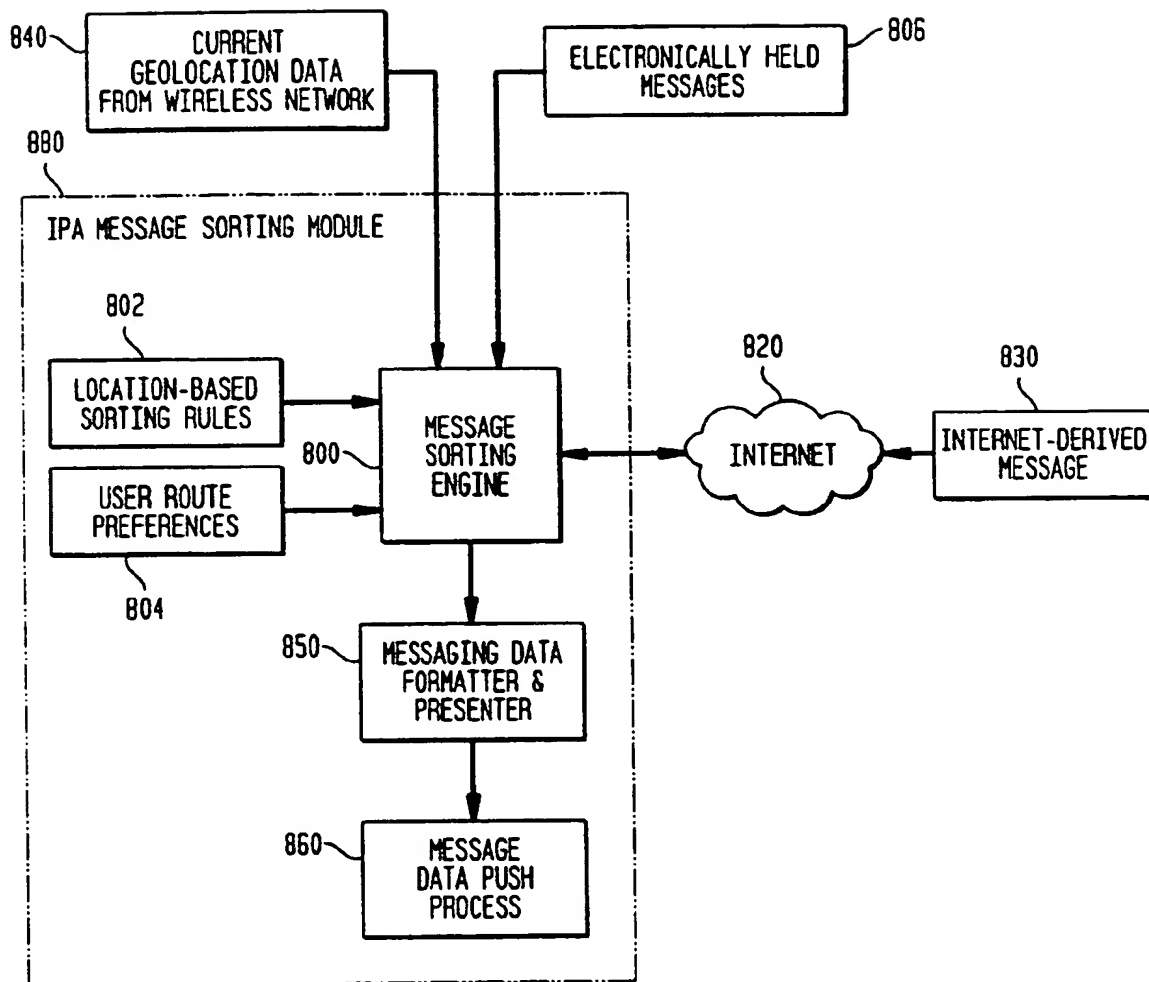 840
CURRENT
GEOLOCATION DATA
FROM WIRELESS NETWORK
ELECTRONICALLY HELD
MESSAGES
806
880
IPA MESSAGE SORTING MODULE
802
LOCATION-BASED
SORTING RULES
800
MESSAGE
SORTING
ENGINE
820
INTERNET
830
INTERNET-DERIVED
MESSAGE
USER ROUTE
PREFERENCES
804
850
MESSAGING DATA
FORMATTER &
PRESENTER
860
MESSAGE
DATA PUSH
PROCESS